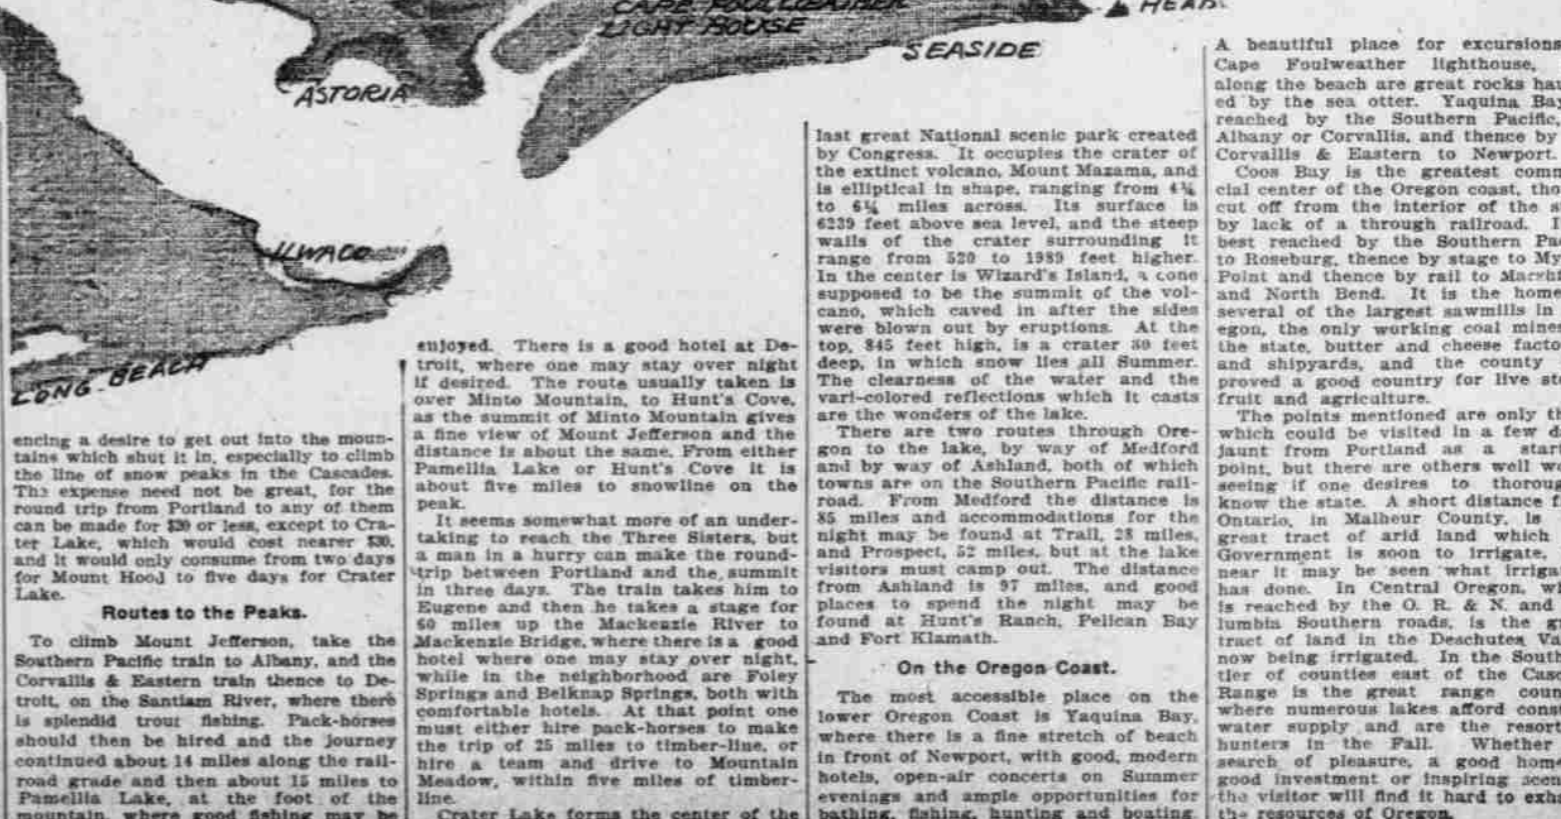 CAPE FOULWEATHER
LIGHT HOUSE
HEAD.
SEASIDE
ASTORIA
ILWACO
LONG BEACH
encing a desire to get out into the moun-
tains which shut it in, especially to climb
the line of snow peaks in the Cascades.
The expense need not be great, for the
round trip from Portland to any of them
can be made for $20 or less, except to Cra-
ter Lake, which would cost nearer $30,
and it would only consume from two days
for Mount Hood to five days for Crater
Lake.
Routes to the Peaks.
To climb Mount Jefferson, take the
Southern Pacific train to Albany, and the
Corvallis & Eastern train thence to De-
troit, on the Santiam River, where there
is splendid trout fishing. Pack-horses
should then be hired and the journey
continued about 14 miles along the rail-
road grade and then about 15 miles to
Pamelia Lake, at the foot of the
mountain, where good fishing may be
enjoyed. There is a good hotel at De-
troit, where one may stay over night
if desired. The route usually taken is
over Minto Mountain, to Hunt's Cove,
as the summit of Minto Mountain gives
a fine view of Mount Jefferson and the
distance is about the same. From either
Pamelia Lake or Hunt's Cove it is
about five miles to snowline on the
peak.
It seems somewhat more of an under-
taking to reach the Three Sisters, but
a man in a hurry can make the round-
trip between Portland and the summit
in three days. The train takes him to
Eugene and then he takes a stage for
60 miles up the Mackenzie River to
Mackenzie Bridge, where there is a good
hotel where one may stay over night,
while in the neighborhood are Foley
Springs and Belknap Springs, both with
comfortable hotels. At that point one
must either hire pack-horses to make
the trip of 25 miles to timber-line, or
hire a team and drive to Mountain
Meadow, within five miles of timber-
line.
Crater Lake forms the center of the
last great National scenic park created
by Congress. It occupies the crater of
the extinct volcano, Mount Mazama, and
is elliptical in shape, ranging from 4¼
to 6¼ miles across. Its surface is
6239 feet above sea level, and the steep
walls of the crater surrounding it
range from 520 to 1989 feet higher.
In the center is Wizard's Island, a cone
supposed to be the summit of the vol-
cano, which caved in after the sides
were blown out by eruptions. At the
top, 845 feet high, is a crater 80 feet
deep, in which snow lies all Summer.
The clearness of the water and the
vari-colored reflections which it casts
are the wonders of the lake.
There are two routes through Ore-
gon to the lake, by way of Medford
and by way of Ashland, both of which
towns are on the Southern Pacific rail-
road. From Medford the distance is
85 miles and accommodations for the
night may be found at Trail, 28 miles,
and Prospect, 52 miles, but at the lake
visitors must camp out. The distance
from Ashland is 97 miles, and good
places to spend the night may be
found at Hunt's Ranch, Pelican Bay
and Fort Klamath.
On the Oregon Coast.
The most accessible place on the
lower Oregon Coast is Yaquina Bay,
where there is a fine stretch of beach
in front of Newport, with good, modern
hotels, open-air concerts on Summer
evenings and ample opportunities for
bathing, fishing, hunting and boating.
A beautiful place for excursions
Cape Foulweather lighthouse,
along the beach are great rocks hau
ed by the sea otter. Yaquina Bay
reached by the Southern Pacific,
Albany or Corvallis, and thence by
Corvallis & Eastern to Newport.
Coos Bay is the greatest comm
cial center of the Oregon coast, tho
cut off from the interior of the s
by lack of a through railroad. I
best reached by the Southern Pa
to Roseburg, thence by stage to My
Point and thence by rail to Marshf
and North Bend. It is the home
several of the largest sawmills in
egon, the only working coal mines
the state, butter and cheese facto
and shipyards, and the county
proved a good country for live sto
fruit and agriculture.
The points mentioned are only th
which could be visited in a few d
jaunt from Portland as a start
point, but there are others well wo
seeing if one desires to thoroug
know the state. A short distance f
Ontario, in Malheur County, is
great tract of arid land which
Government is soon to irrigate,
near it may be seen what irriga
has done. In Central Oregon, wh
is reached by the O. R. & N. and
lumbia Southern roads, is the g
tract of land in the Deschutes Va
now being irrigated. In the South
tier of counties east of the Casc
Range is the great range coun
where numerous lakes afford cons
water supply and are the resort
hunters in the Fall. Whether
search of pleasure, a good home
good investment or inspiring scen
the visitor will find it hard to exha
the resources of Oregon.